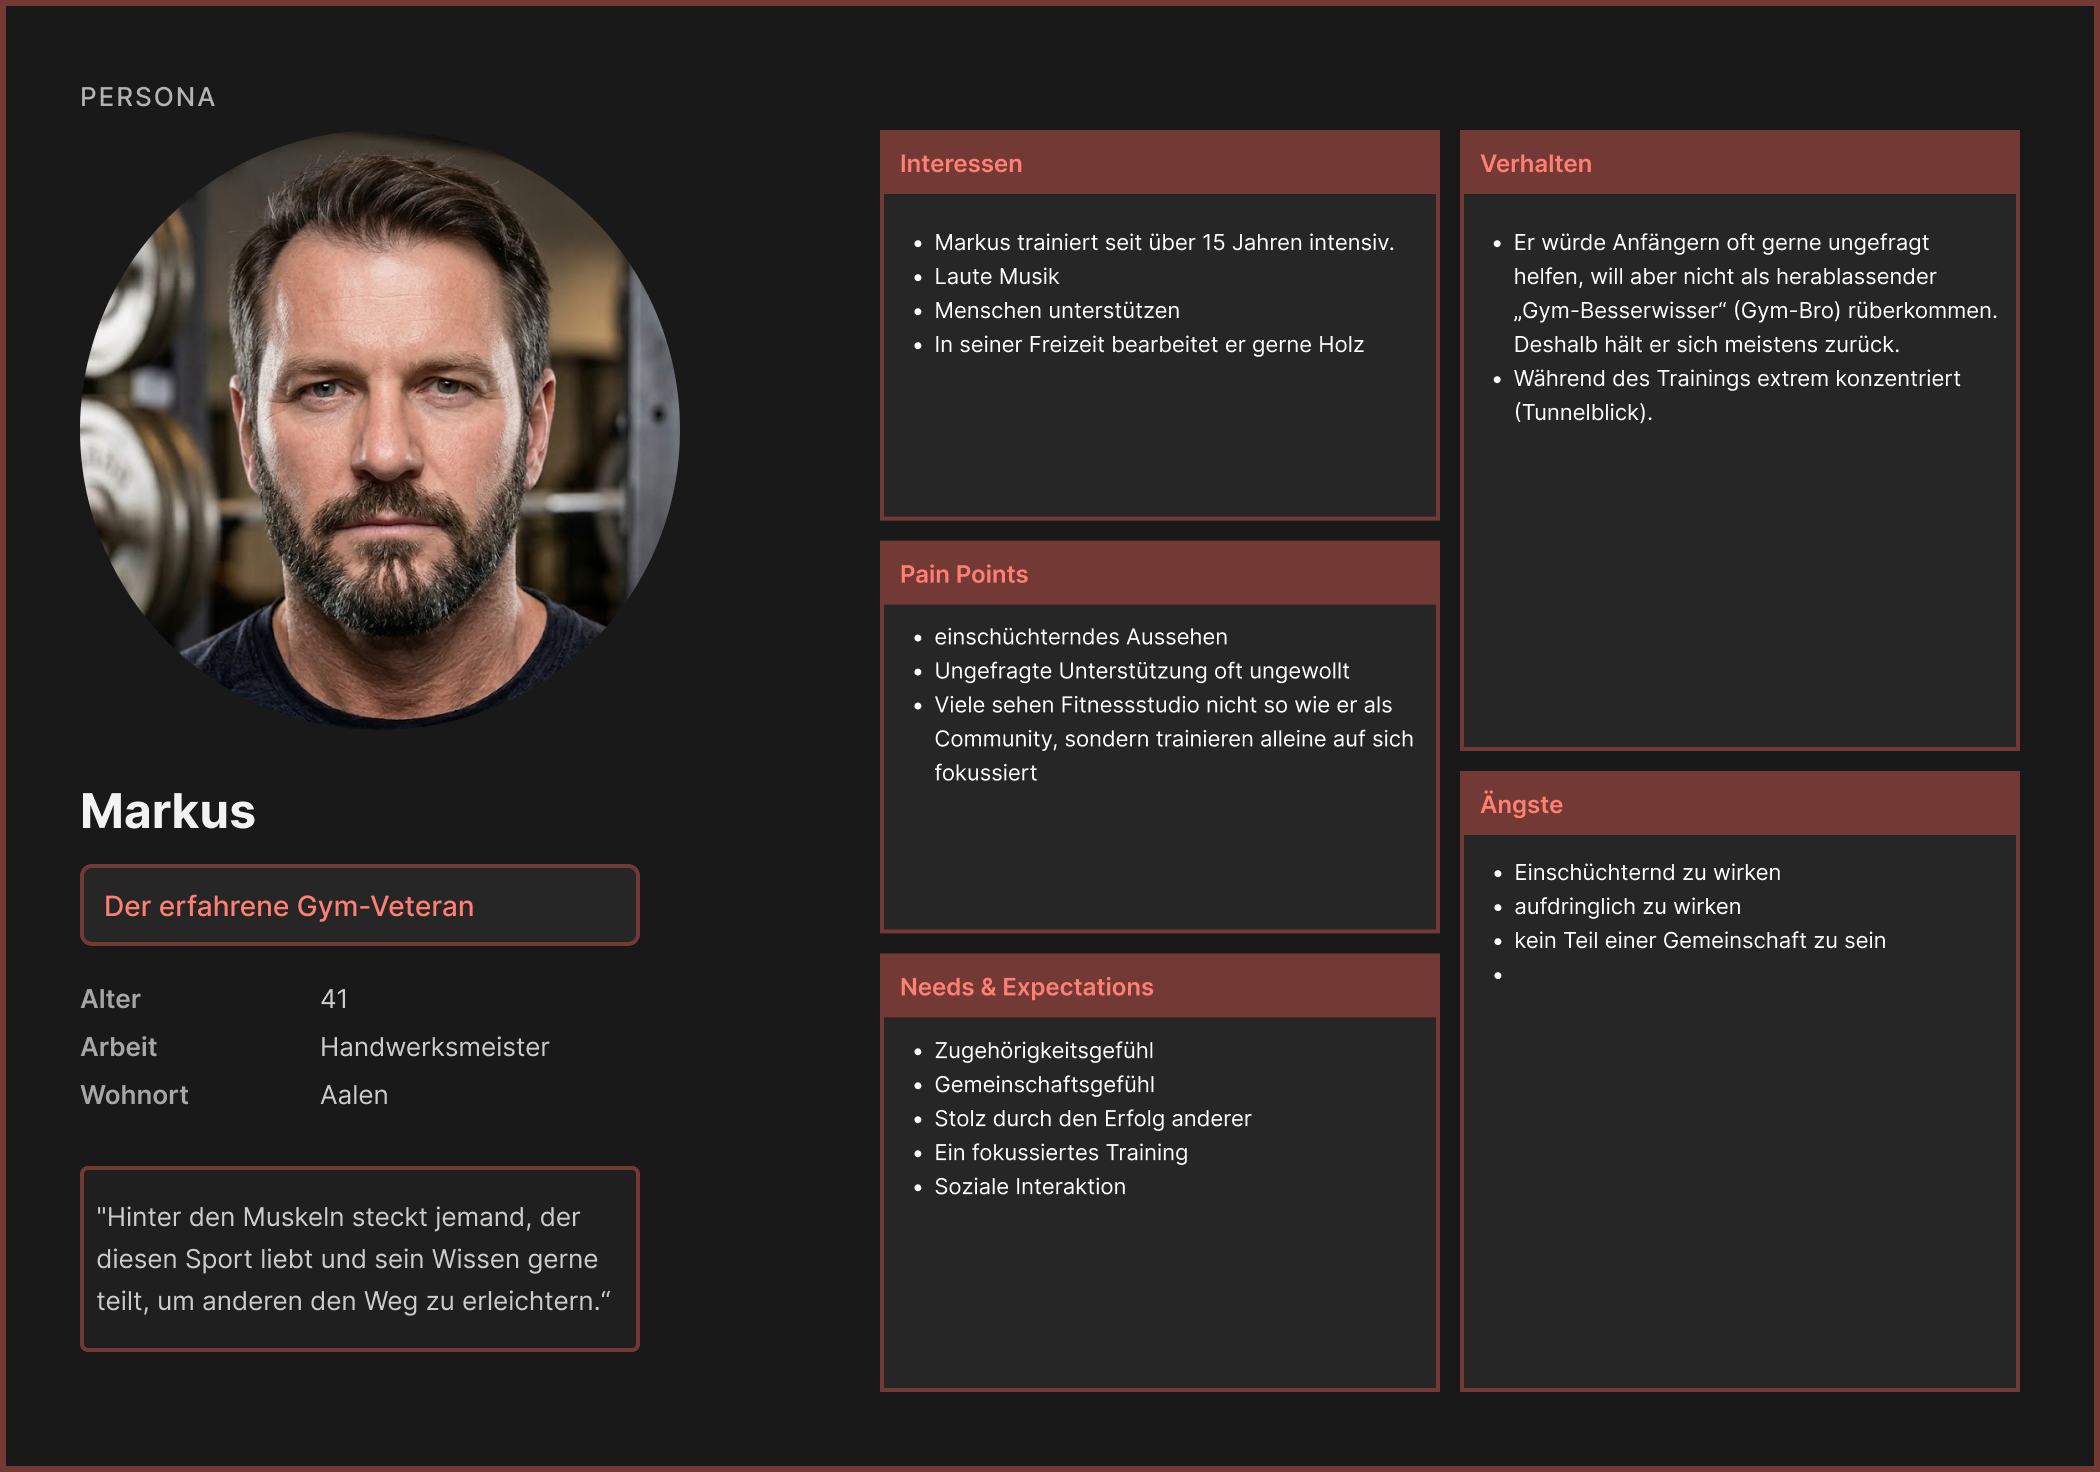 PERSONA
Markus
Der erfahrene Gym-Veteran
Alter 41
Arbeit Handwerksmeister
Wohnort Aalen
"Hinter den Muskeln steckt jemand, der
diesen Sport liebt und sein Wissen gerne
teilt, um anderen den Weg zu erleichtern.“
Interessen
• Markus trainiert seit über 15 Jahren intensiv.
• Laute Musik
• Menschen unterstützen
• In seiner Freizeit bearbeitet er gerne Holz
Pain Points
• einschüchterndes Aussehen
• Ungefragte Unterstützung oft ungewollt
• Viele sehen Fitnessstudio nicht so wie er als
Community, sondern trainieren alleine auf sich
fokussiert
Needs & Expectations
• Zugehörigkeitsgefühl
• Gemeinschaftsgefühl
• Stolz durch den Erfolg anderer
• Ein fokussiertes Training
• Soziale Interaktion
Verhalten
• Er würde Anfängern oft gerne ungefragt
helfen, will aber nicht als herablassender
„Gym-Besserwisser“ (Gym-Bro) rüberkommen.
Deshalb hält er sich meistens zurück.
• Während des Trainings extrem konzentriert
(Tunnelblick).
Ängste
• Einschüchternd zu wirken
• aufdringlich zu wirken
• kein Teil einer Gemeinschaft zu sein
•